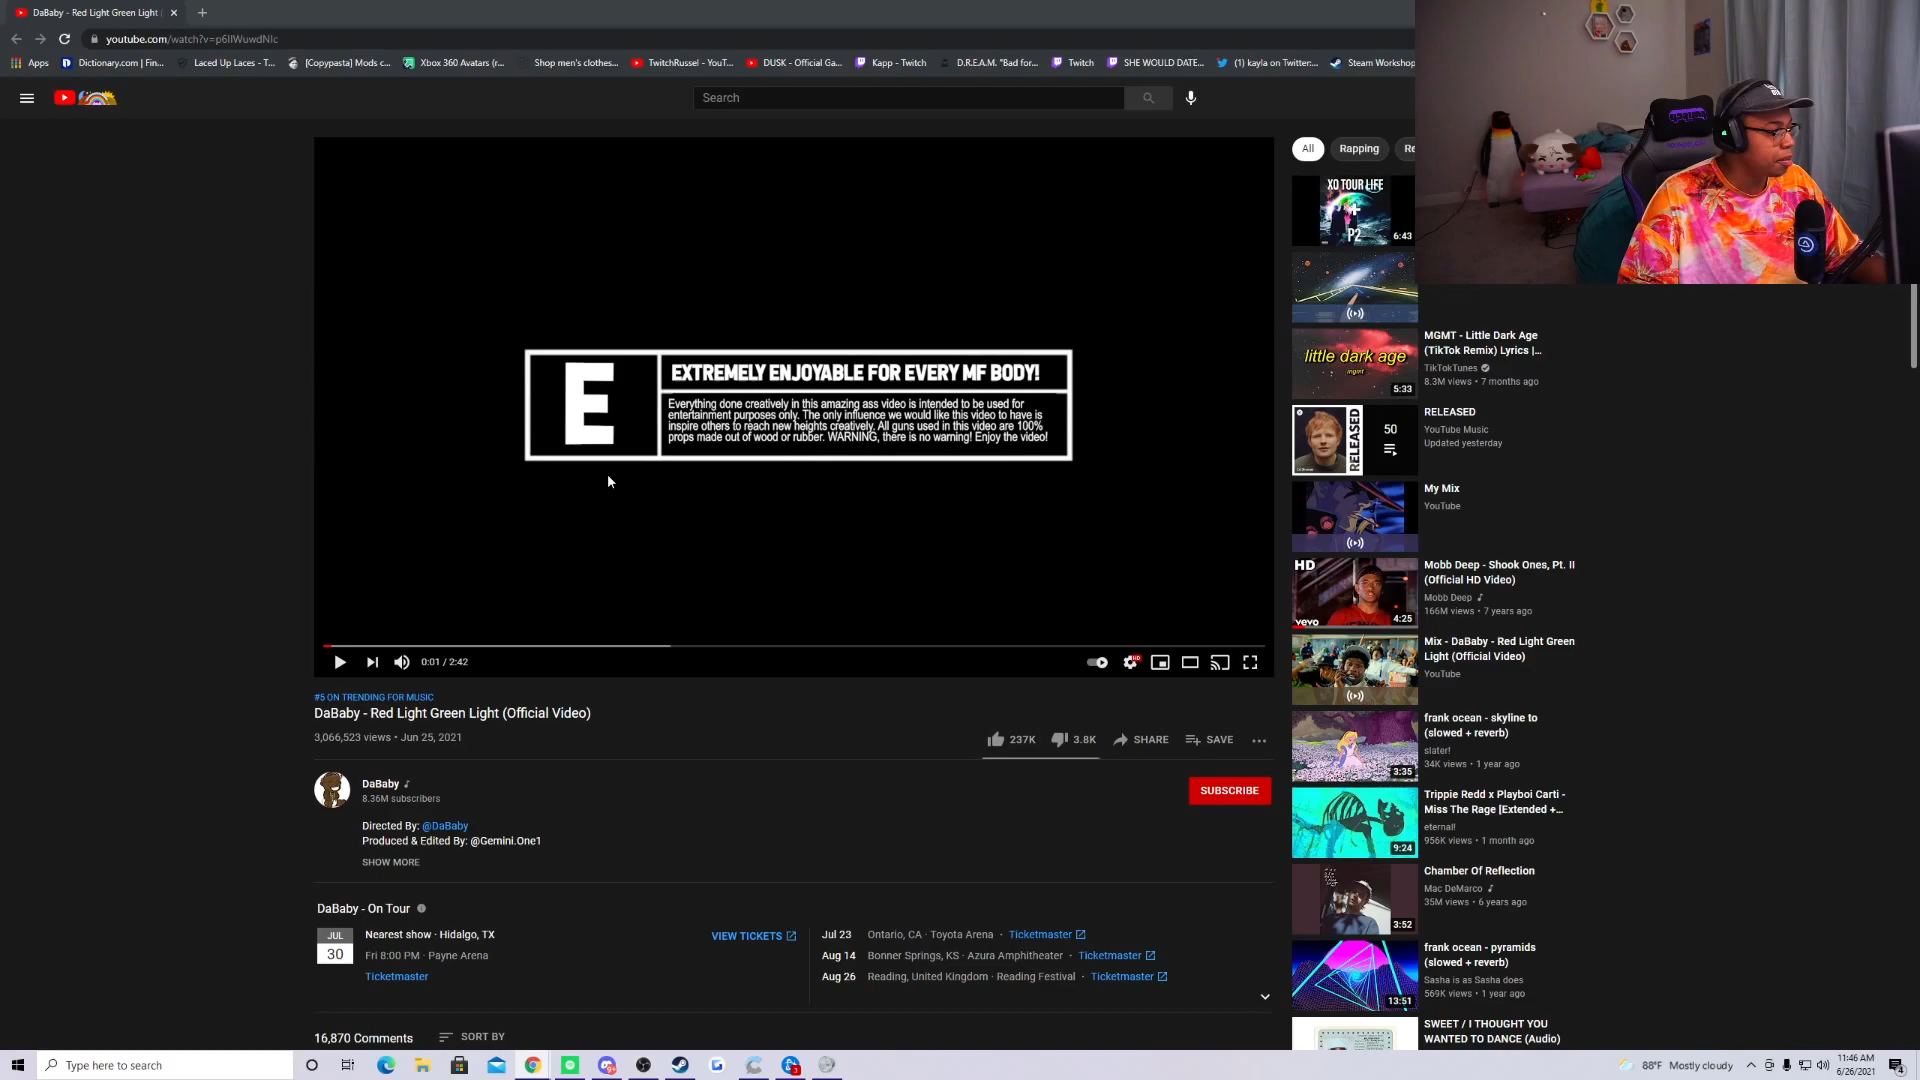 DaBaby - Red Light Green Light
youtube.com/watch?v=p6IlWuwdNIc
Apps
Dictionary.com | Fin...
Laced Up Laces - T...
[Copypasta] Mods c...
Xbox 360 Avatars (r...
Shop men's clothes...
TwitchRussel - YouT...
DUSK - Official Ga...
Kapp - Twitch
D.R.E.A.M. "Bad for...
Twitch
SHE WOULD DATE...
(1) kayla on Twitter:...
Steam Workshop
Search
E
EXTREMELY ENJOYABLE FOR EVERY MF BODY!
Everything done creatively in this amazing ass video is intended to be used for
entertainment purposes only. The only influence we would like this video to have is
inspire others to reach new heights creatively. All guns used in this video are 100%
props made out of wood or rubber. WARNING, there is no warning! Enjoy the video!
0:01 / 2:42
#5 ON TRENDING FOR MUSIC
DaBaby - Red Light Green Light (Official Video)
3,066,523 views • Jun 25, 2021
237K
3.8K
SHARE
SAVE
DaBaby
8.36M subscribers
SUBSCRIBE
Directed By: @DaBaby
Produced & Edited By: @Gemini.One1
SHOW MORE
DaBaby - On Tour
JUL
30
Nearest show · Hidalgo, TX
Fri 8:00 PM · Payne Arena
Ticketmaster
VIEW TICKETS
Jul 23 Ontario, CA · Toyota Arena · Ticketmaster
Aug 14 Bonner Springs, KS · Azura Amphitheater · Ticketmaster
Aug 26 Reading, United Kingdom · Reading Festival · Ticketmaster
16,870 Comments
SORT BY
All
Rapping
Re
XO TOUR LIFE
+
P2
6:43
little dark age
mgmt
5:33
MGMT - Little Dark Age
(TikTok Remix) Lyrics |...
TikTokTunes
8.3M views • 7 months ago
RELEASED
50
RELEASED
YouTube Music
Updated yesterday
My Mix
YouTube
HD
vevo
4:25
Mobb Deep - Shook Ones, Pt. II
(Official HD Video)
Mobb Deep
166M views • 7 years ago
Mix - DaBaby - Red Light Green
Light (Official Video)
YouTube
3:35
frank ocean - skyline to
(slowed + reverb)
slater!
34K views • 1 year ago
9:24
Trippie Redd x Playboi Carti -
Miss The Rage [Extended +...
eternal!
956K views • 1 month ago
3:52
Chamber Of Reflection
Mac DeMarco
35M views • 6 years ago
13:51
frank ocean - pyramids
(slowed + reverb)
Sasha is as Sasha does
569K views • 1 year ago
SWEET / I THOUGHT YOU
WANTED TO DANCE (Audio)
Type here to search
88°F Mostly cloudy
11:46 AM
6/26/2021